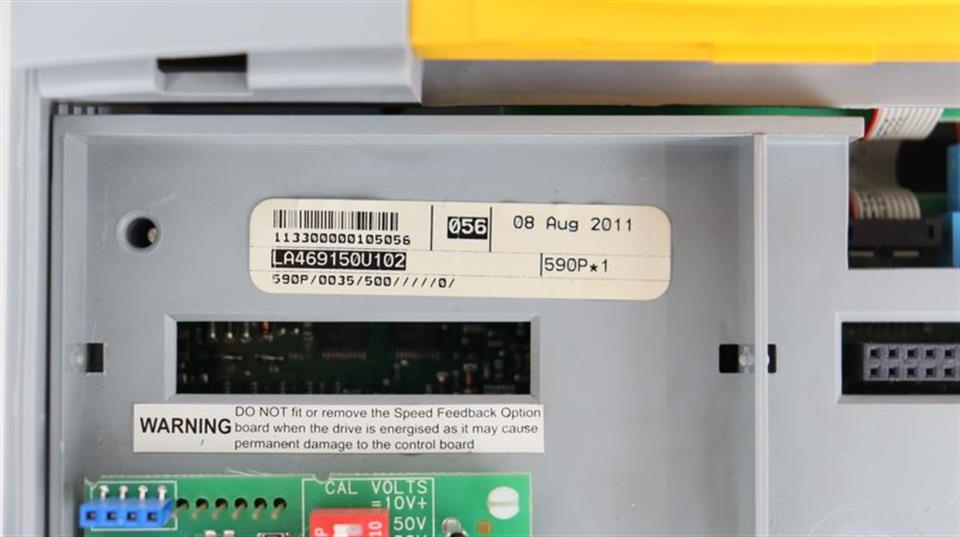 113300000105056
056
08 Aug 2011
LA469150U102
590P*1
590P/0035/500/////0/
WARNING
DO NOT fit or remove the Speed Feedback Option
board when the drive is energised as it may cause
permanent damage to the control board
CAL VOLTS
=10V+
50V
10